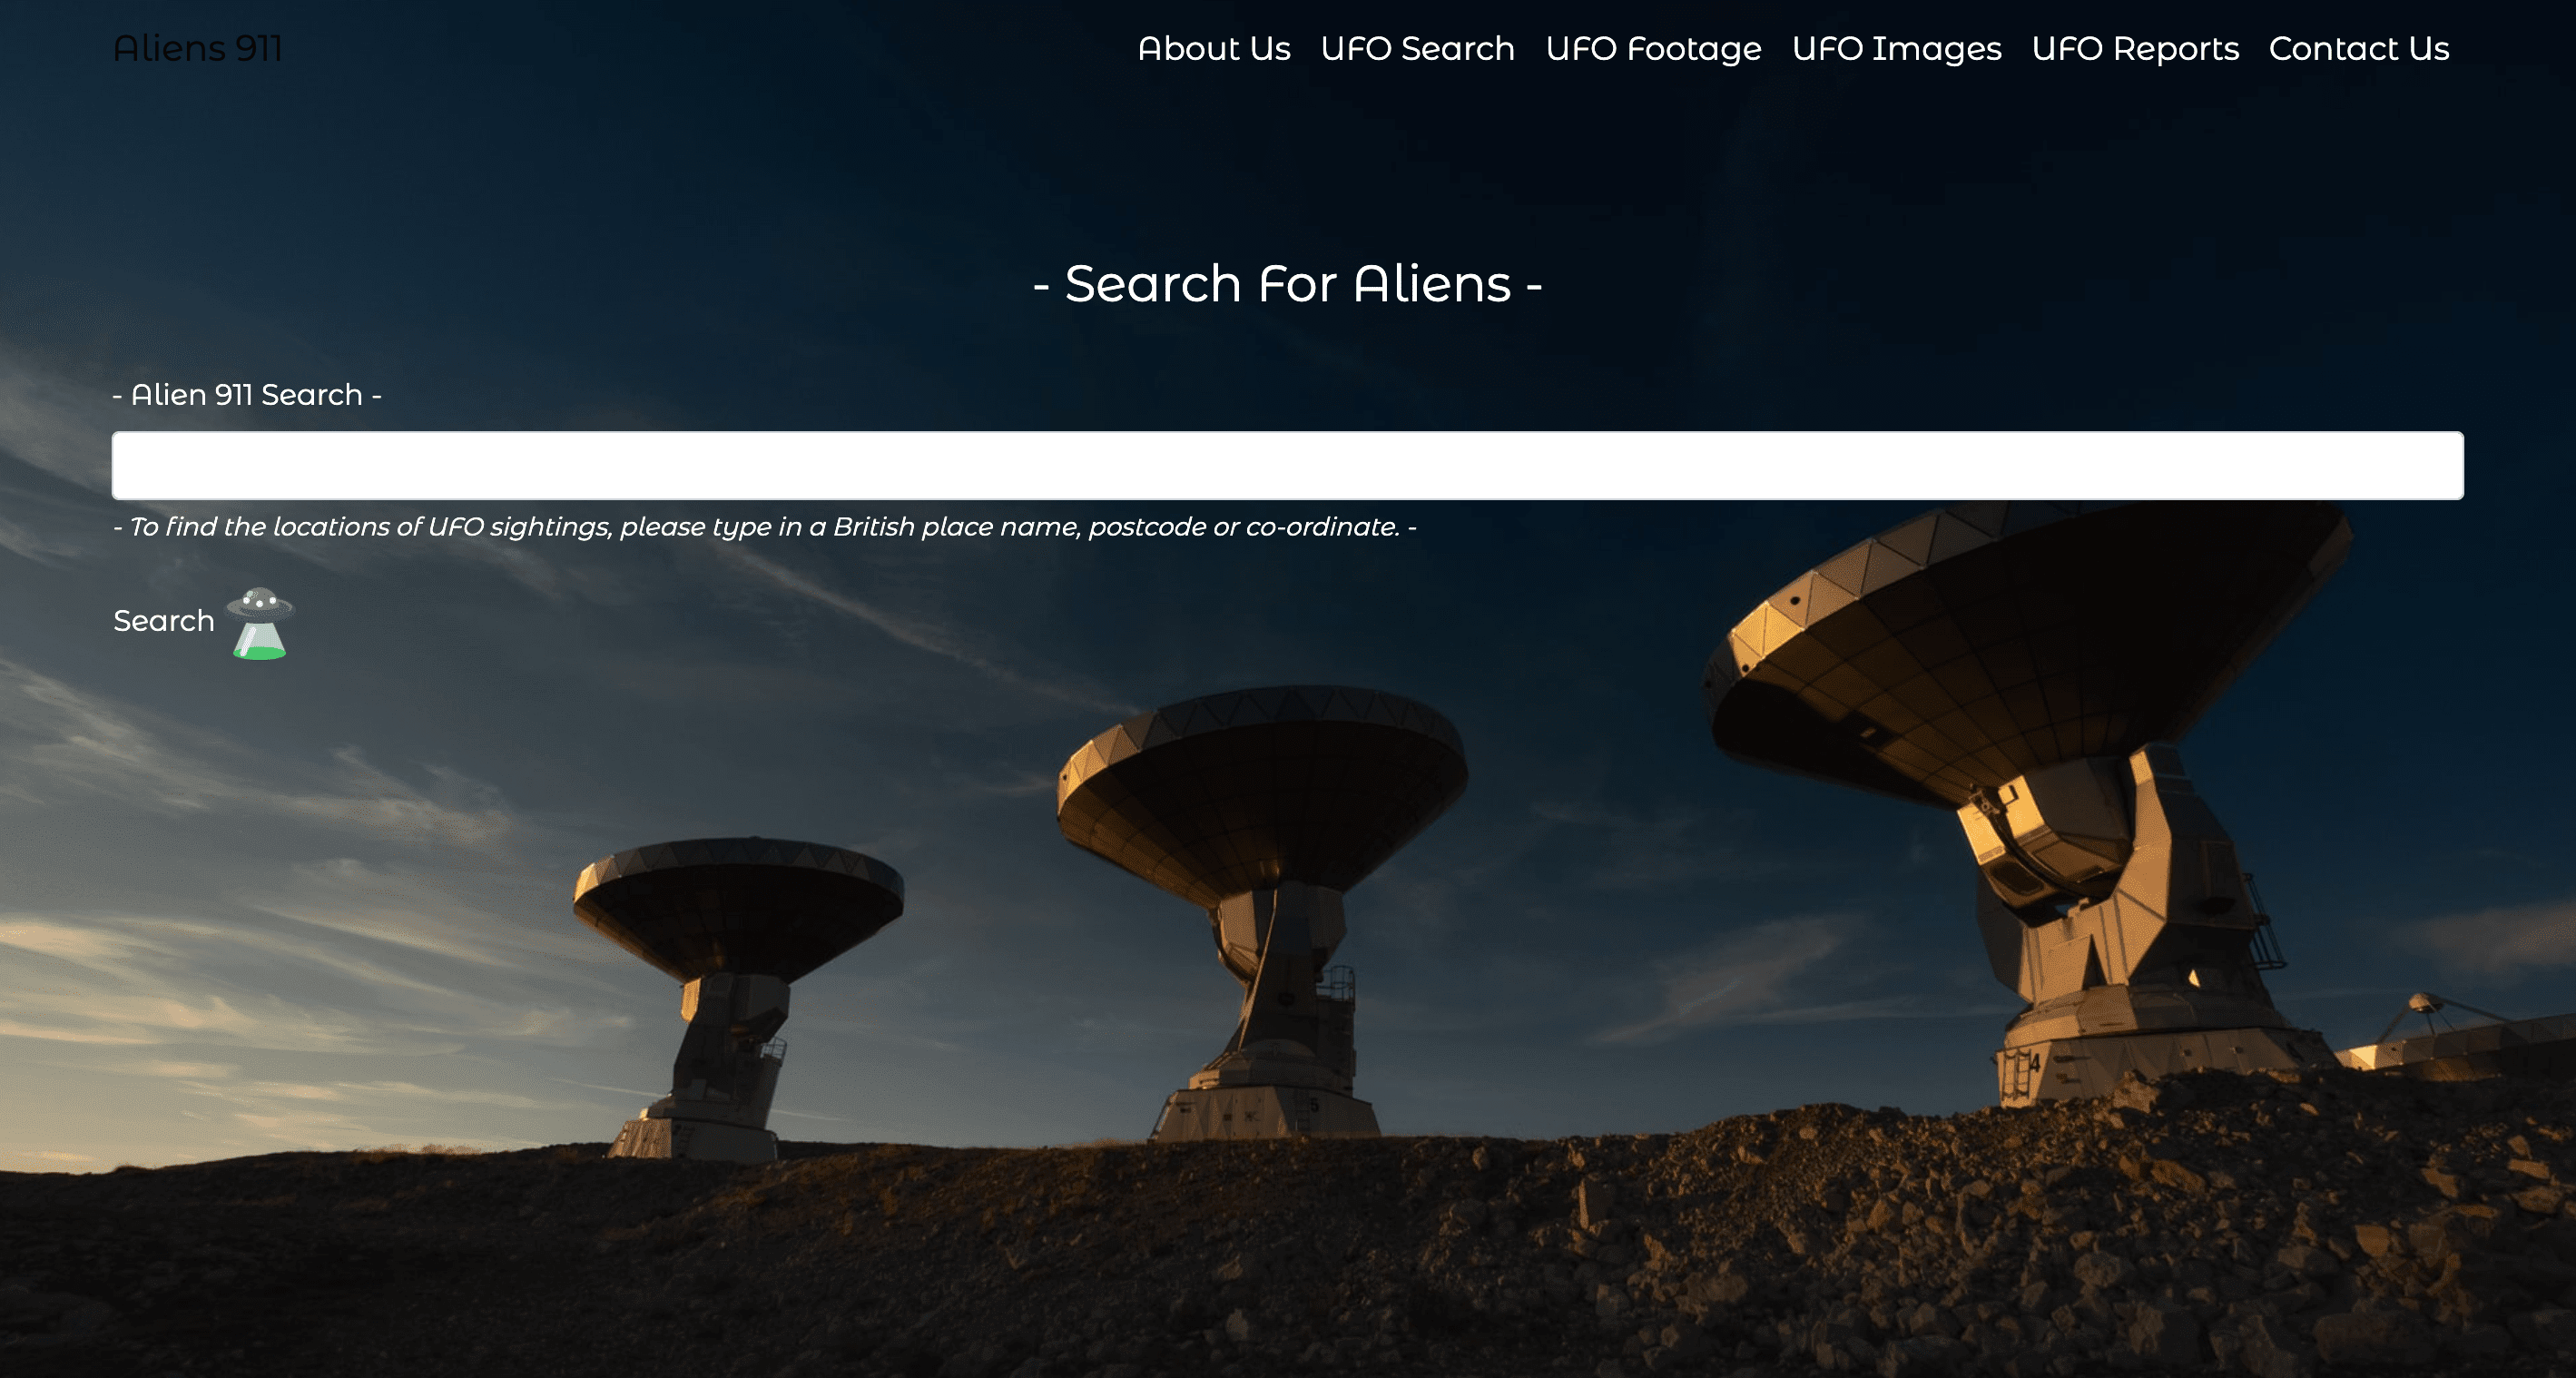 Aliens 911
About Us UFO Search UFO Footage UFO Images UFO Reports Contact Us
- Search For Aliens -
- Alien 911 Search -
- To find the locations of UFO sightings, please type in a British place name, postcode or co-ordinate. -
Search
5
4